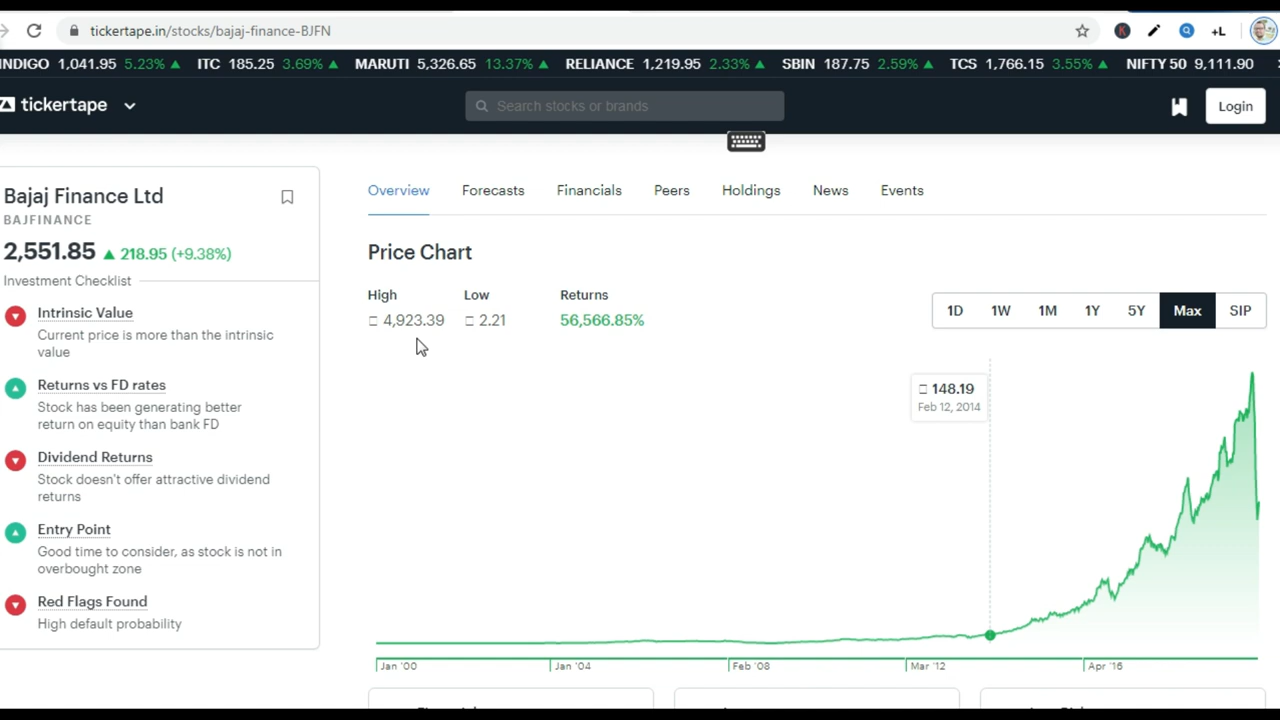 tickertape.in/stocks/bajaj-finance-BJFN
K
+L
INDIGO 1,041.95 5.23% ▲ ITC 185.25 3.69% ▲ MARUTI 5,326.65 13.37% ▲ RELIANCE 1,219.95 2.33% ▲ SBIN 187.75 2.59% ▲ TCS 1,766.15 3.55% ▲ NIFTY 50 9,111.90
tickertape
Search stocks or brands
Login
Bajaj Finance Ltd
BAJFINANCE
2,551.85 ▲ 218.95 (+9.38%)
Investment Checklist
Intrinsic Value
Current price is more than the intrinsic
value
Returns vs FD rates
Stock has been generating better
return on equity than bank FD
Dividend Returns
Stock doesn't offer attractive dividend
returns
Entry Point
Good time to consider, as stock is not in
overbought zone
Red Flags Found
High default probability
Overview Forecasts Financials Peers Holdings News Events
Price Chart
High Low Returns
4,923.39 2.21 56,566.85%
1D 1W 1M 1Y 5Y Max SIP
148.19
Feb 12, 2014
Jan '00 Jan '04 Feb '08 Mar '12 Apr '16